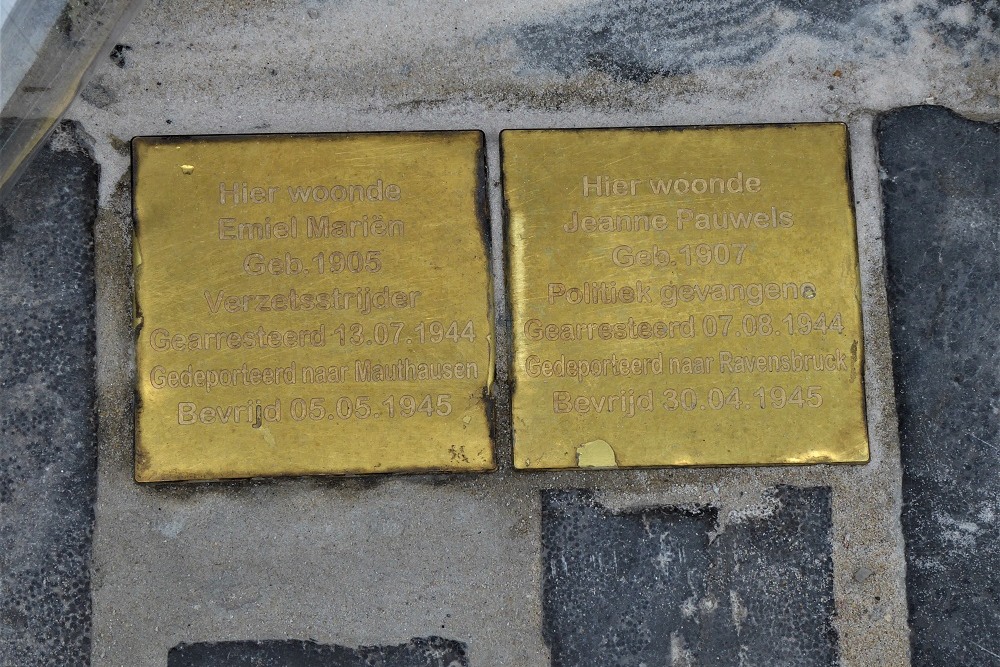 Hier woonde
Emiel Mariën
Geb.1905
Verzetsstrijder
Gearresteerd 13.07.1944
Gedeporteerd naar Mauthausen
Bevrijd 05.05.1945
Hier woonde
Jeanne Pauwels
Geb.1907
Politiek gevangene
Gearresteerd 07.08.1944
Gedeporteerd naar Ravensbruck
Bevrijd 30.04.1945